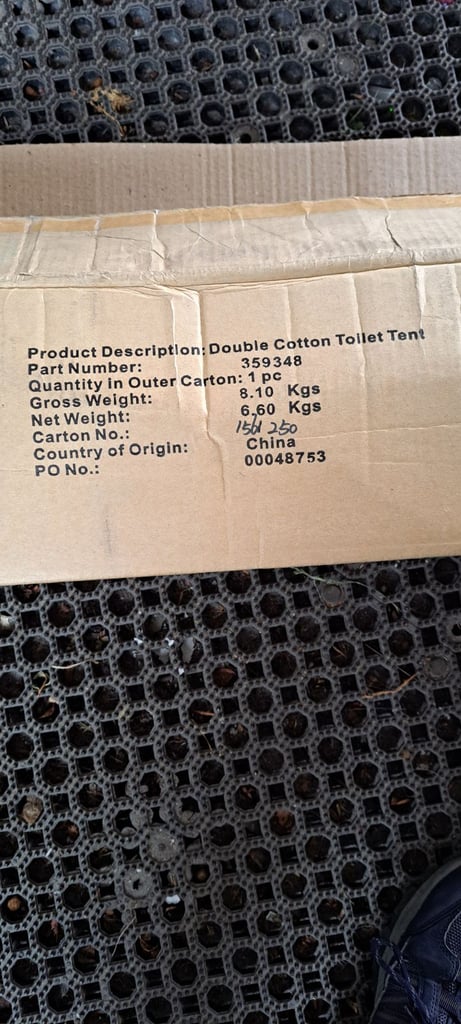 Product Description: Double Cotton Toilet Tent
Part Number: 359348
Quantity in Outer Carton: 1 pc
Gross Weight: 8.10 Kgs
Net Weight: 6.60 Kgs
Carton No.: 1561 250
Country of Origin: China
PO No.: 00048753